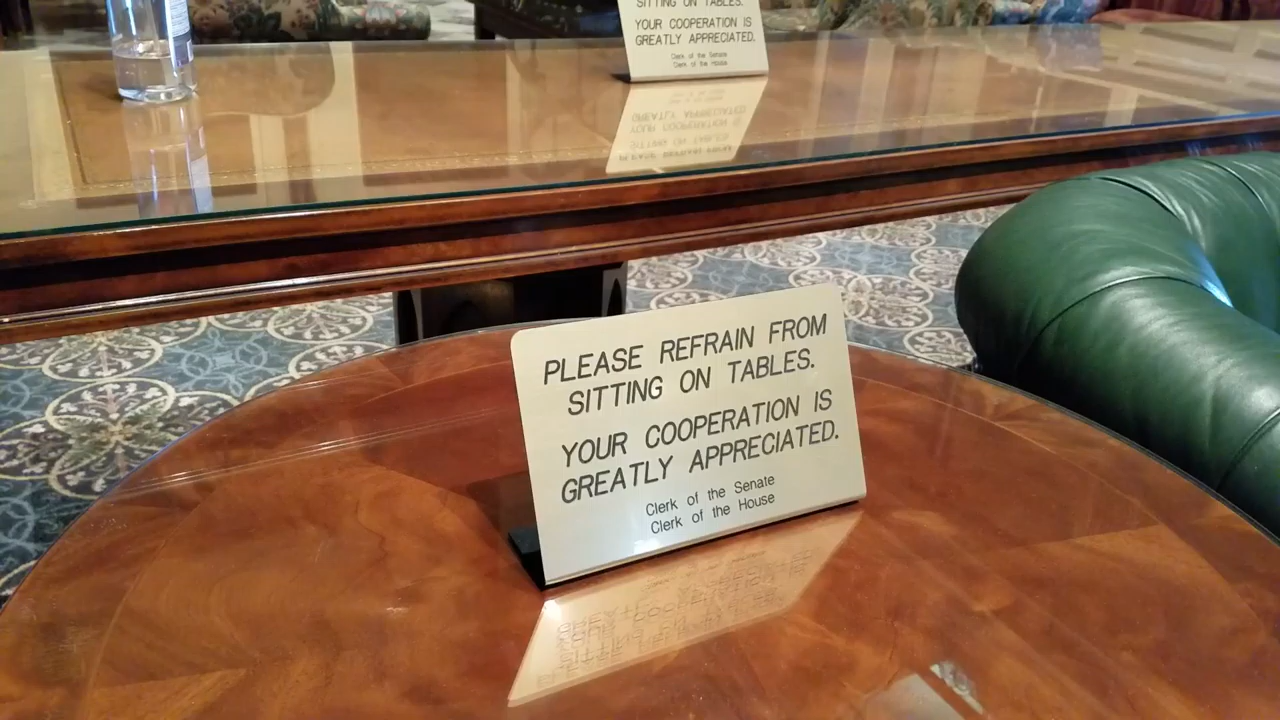 SITTING ON TABLES.
YOUR COOPERATION IS
GREATLY APPRECIATED.
Clerk of the Senate
Clerk of the House
PLEASE REFRAIN FROM
SITTING ON TABLES.
YOUR COOPERATION IS
GREATLY APPRECIATED.
Clerk of the Senate
Clerk of the House